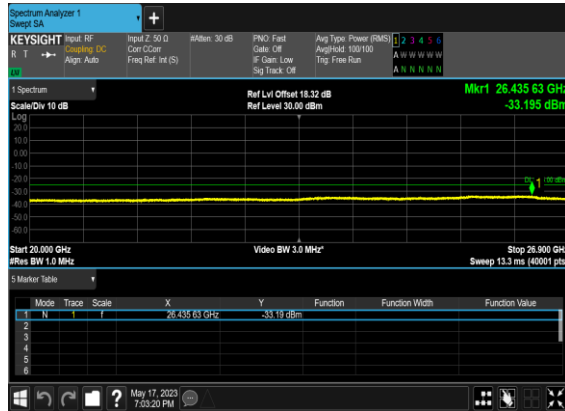 Spectrum Analyzer 1
Swept SA
+
KEYSIGHT Input: RF Input Z: 50 Ω #Atten: 30 dB PNO: Fast Avg Type: Power (RMS) 1 2 3 4 5 6
R T Coupling: DC Corr CCorr Gate: Off Avg|Hold: 100/100 A W W W W W
Align: Auto Freq Ref: Int (S) IF Gain: Low Trig: Free Run
Sig Track: Off A N N N N N
1 Spectrum Ref Lvl Offset 18.32 dB Mkr1 26.435 63 GHz
Scale/Div 10 dB Ref Level 30.00 dBm -33.195 dBm
Log
20.0
10.0
0.00
-10.0
-20.0
-30.0
-40.0
-50.0
-60.0
1
Start 20.000 GHz Video BW 3.0 MHz* Stop 26.900 GHz
#Res BW 1.0 MHz Sweep 13.3 ms (40001 pts)
5 Marker Table
Mode Trace Scale X Y Function Function Width Function Value
1 N 1 f 26.435 63 GHz -33.19 dBm
2
3
4
5
6
? May 17, 2023
7:03:20 PM